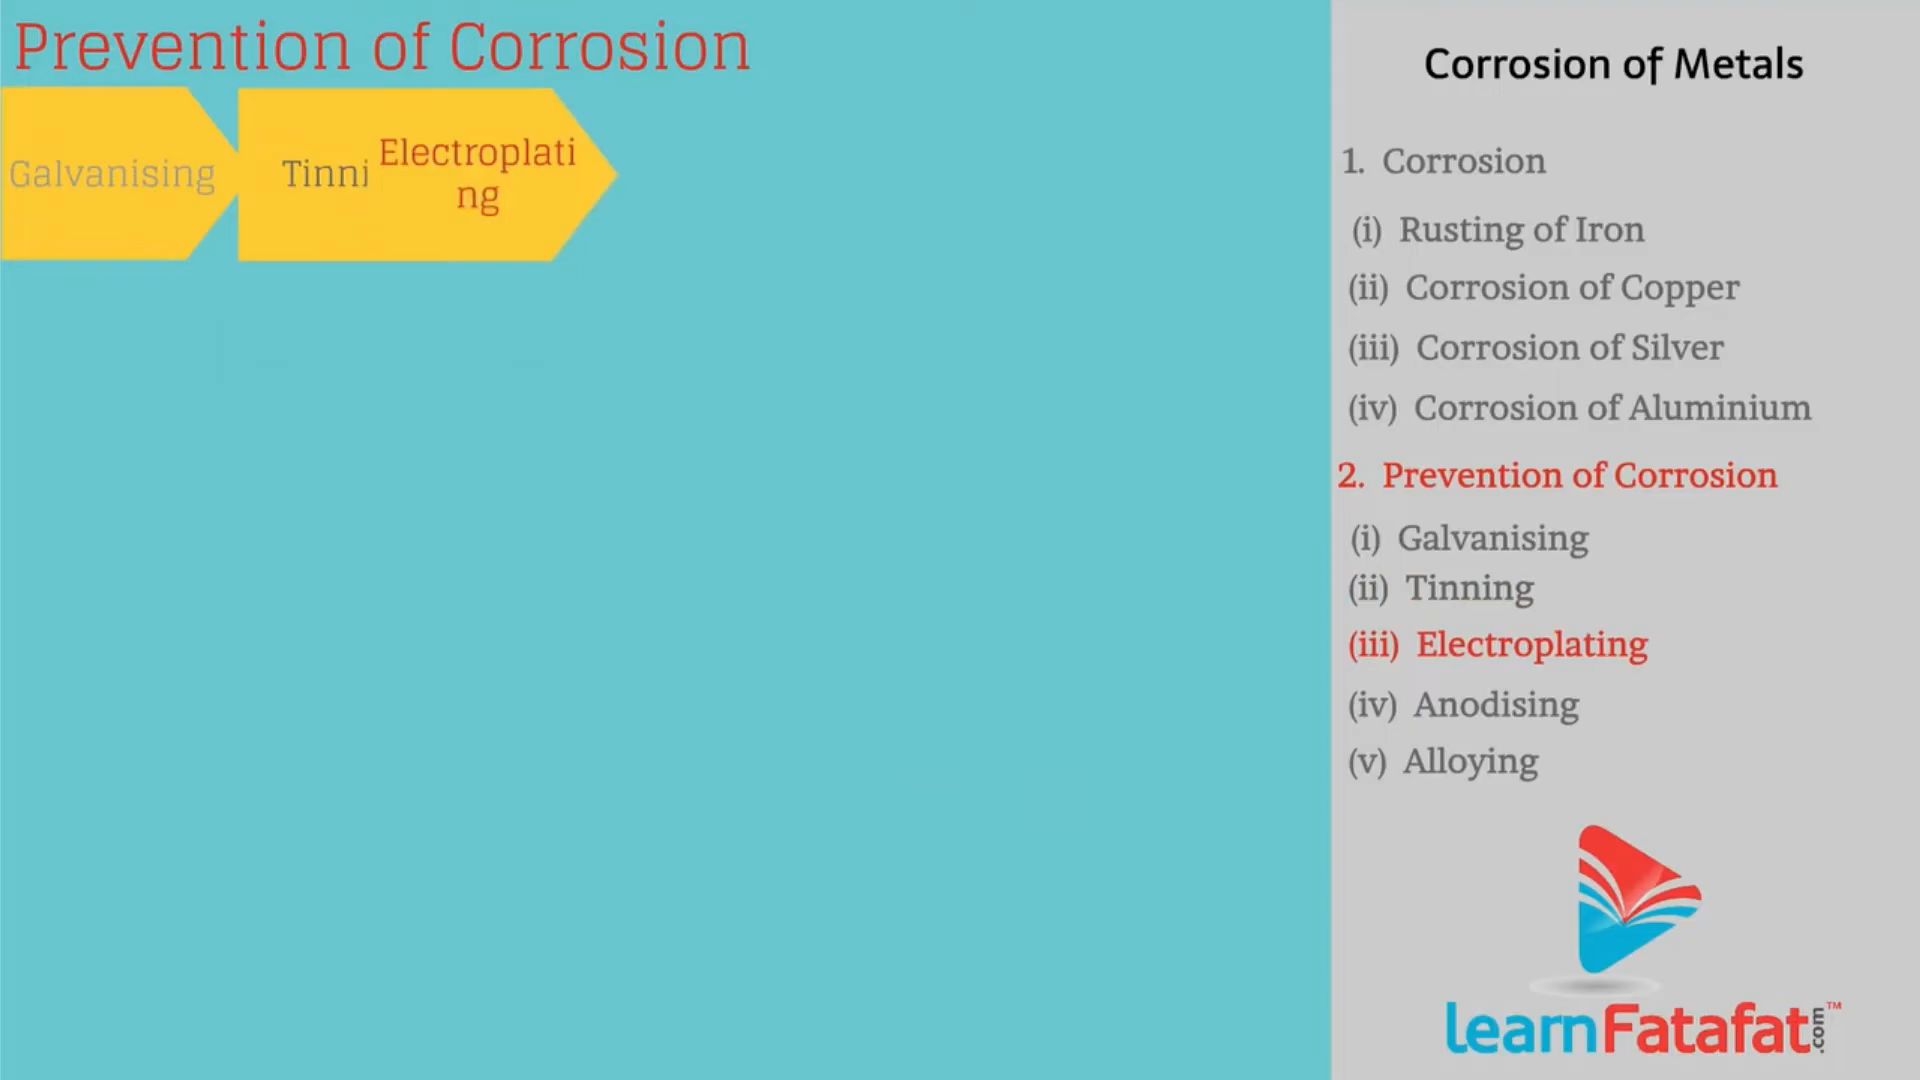 Prevention of Corrosion
Galvanising
Tinni
Electroplati
ng
Corrosion of Metals
1. Corrosion
(i) Rusting of Iron
(ii) Corrosion of Copper
(iii) Corrosion of Silver
(iv) Corrosion of Aluminium
2. Prevention of Corrosion
(i) Galvanising
(ii) Tinning
(iii) Electroplating
(iv) Anodising
(v) Alloying
learnFatafat.com™